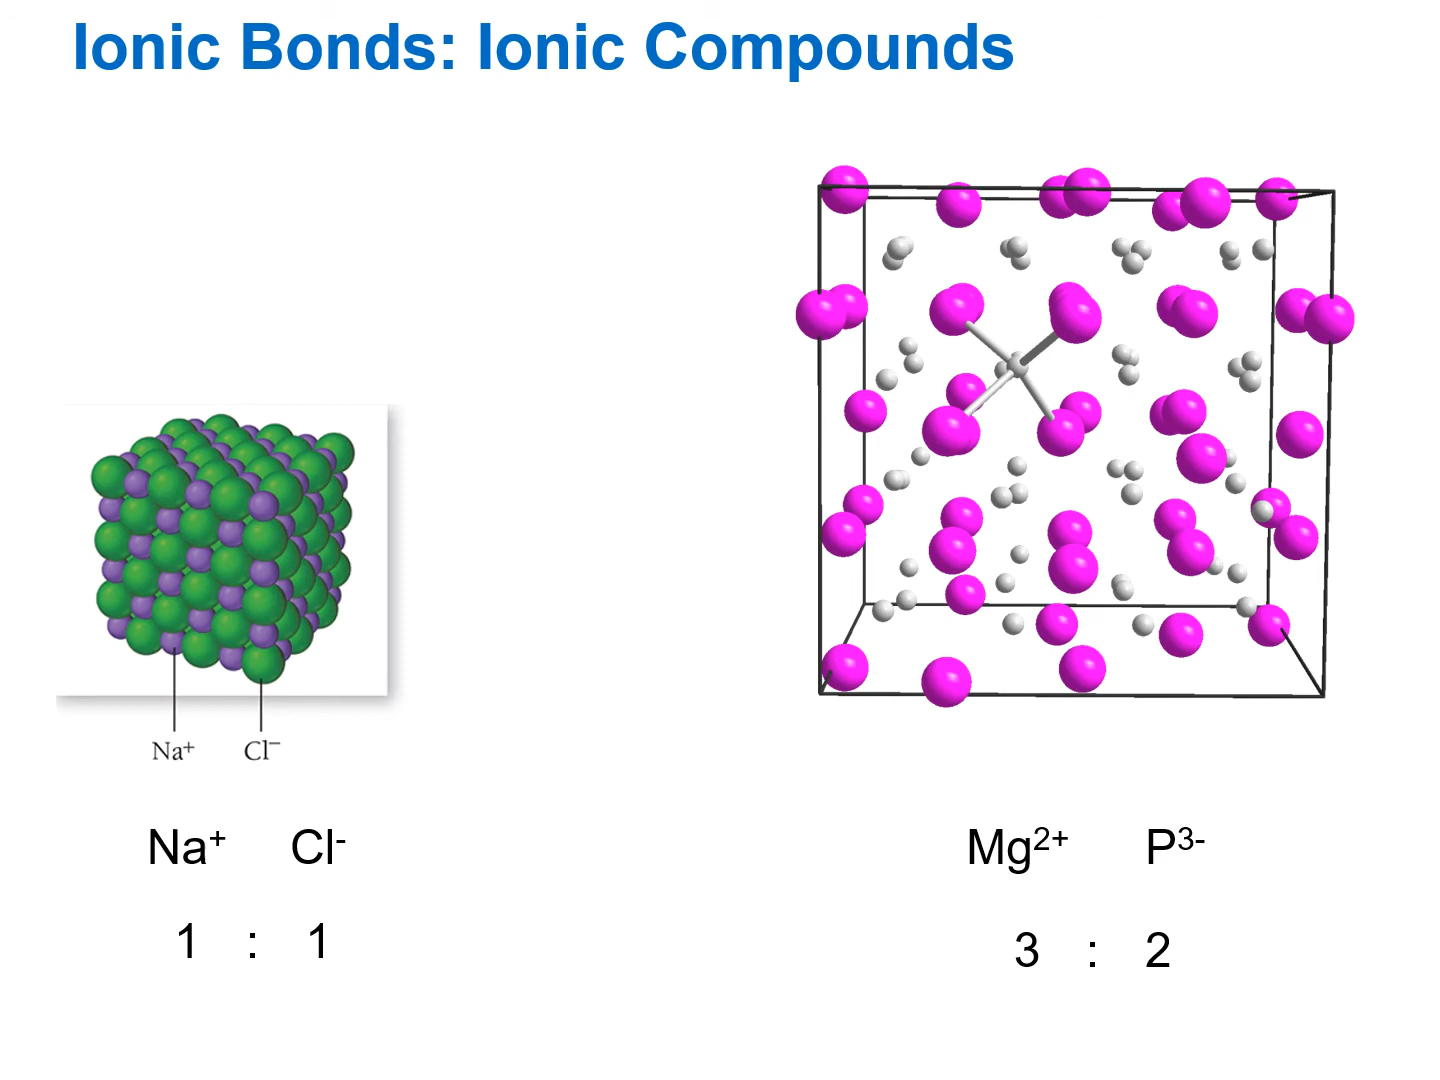 Ionic Bonds: Ionic Compounds
Na⁺ Cl⁻
Na⁺ Cl⁻
1 : 1
Mg²⁺ P³⁻
3 : 2